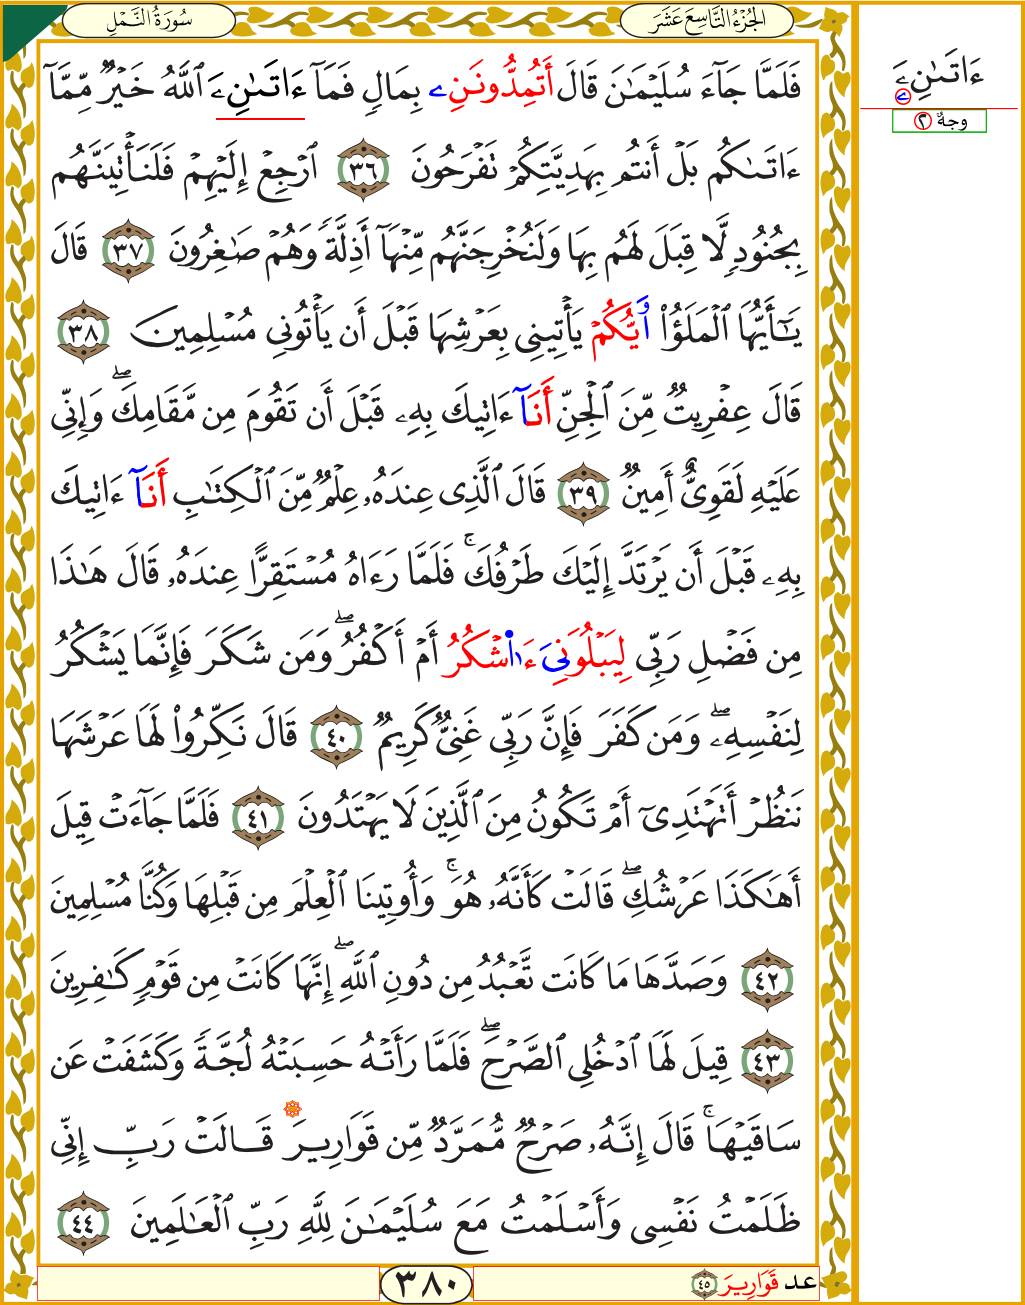 سُورَةُ النَّمْلِ
الجُزْءُ التَّاسِعَ عَشَرَ
فَلَمَّا جَآءَ سُلَيْمَٰنَ قَالَ أَتُمِدُّونَنِۦ بِمَالٍ فَمَآ ءَاتَىٰنِۦَ ٱللَّهُ خَيْرٌ مِّمَّآ
ءَاتَىٰكُم بَلْ أَنتُم بِهَدِيَّتِكُمْ تَفْرَحُونَ ٣٦ ٱرْجِعْ إِلَيْهِمْ فَلَنَأْتِيَنَّهُم
بِجُنُودٍ لَّا قِبَلَ لَهُم بِهَا وَلَنُخْرِجَنَّهُم مِّنْهَآ أَذِلَّةً وَهُمْ صَٰغِرُونَ ٣٧ قَالَ
يَٰٓأَيُّهَا ٱلْمَلَؤُا۟ أَيُّكُمْ يَأْتِينِى بِعَرْشِهَا قَبْلَ أَن يَأْتُونِى مُسْلِمِينَ ٣٨
قَالَ عِفْرِيتٌ مِّنَ ٱلْجِنِّ أَنَآ ءَاتِيكَ بِهِۦ قَبْلَ أَن تَقُومَ مِن مَّقَامِكَ ۖ وَإِنِّى
عَلَيْهِ لَقَوِىٌّ أَمِينٌ ٣٩ قَالَ ٱلَّذِى عِندَهُۥ عِلْمٌ مِّنَ ٱلْكِتَٰبِ أَنَآ ءَاتِيكَ
بِهِۦ قَبْلَ أَن يَرْتَدَّ إِلَيْكَ طَرْفُكَ ۚ فَلَمَّا رَءَاهُ مُسْتَقِرًّا عِندَهُۥ قَالَ هَٰذَا
مِن فَضْلِ رَبِّى لِيَبْلُوَنِىَ ءَا۬شْكُرُ أَمْ أَكْفُرُ ۖ وَمَن شَكَرَ فَإِنَّمَا يَشْكُرُ
لِنَفْسِهِۦ ۖ وَمَن كَفَرَ فَإِنَّ رَبِّى غَنِىٌّ كَرِيمٌ ٤٠ قَالَ نَكِّرُوا۟ لَهَا عَرْشَهَا
نَنظُرْ أَتَهْتَدِىٓ أَمْ تَكُونُ مِنَ ٱلَّذِينَ لَا يَهْتَدُونَ ٤١ فَلَمَّا جَآءَتْ قِيلَ
أَهَٰكَذَا عَرْشُكِ ۖ قَالَتْ كَأَنَّهُۥ هُوَ ۚ وَأُوتِينَا ٱلْعِلْمَ مِن قَبْلِهَا وَكُنَّا مُسْلِمِينَ
٤٢ وَصَدَّهَا مَا كَانَت تَّعْبُدُ مِن دُونِ ٱللَّهِ ۖ إِنَّهَا كَانَتْ مِن قَوْمٍ كَٰفِرِينَ
٤٣ قِيلَ لَهَا ٱدْخُلِى ٱلصَّرْحَ ۖ فَلَمَّا رَأَتْهُ حَسِبَتْهُ لُجَّةً وَكَشَفَتْ عَن
سَاقَيْهَا ۚ قَالَ إِنَّهُۥ صَرْحٌ مُّمَرَّدٌ مِّن قَوَارِيرَ قَالَتْ رَبِّ إِنِّى
ظَلَمْتُ نَفْسِى وَأَسْلَمْتُ مَعَ سُلَيْمَٰنَ لِلَّهِ رَبِّ ٱلْعَٰلَمِينَ ٤٤
عد قَوَارِيرَ ٤٥
٣٨٠
ءَاتَىٰنِۦَ
ے
وجهٌ ٢